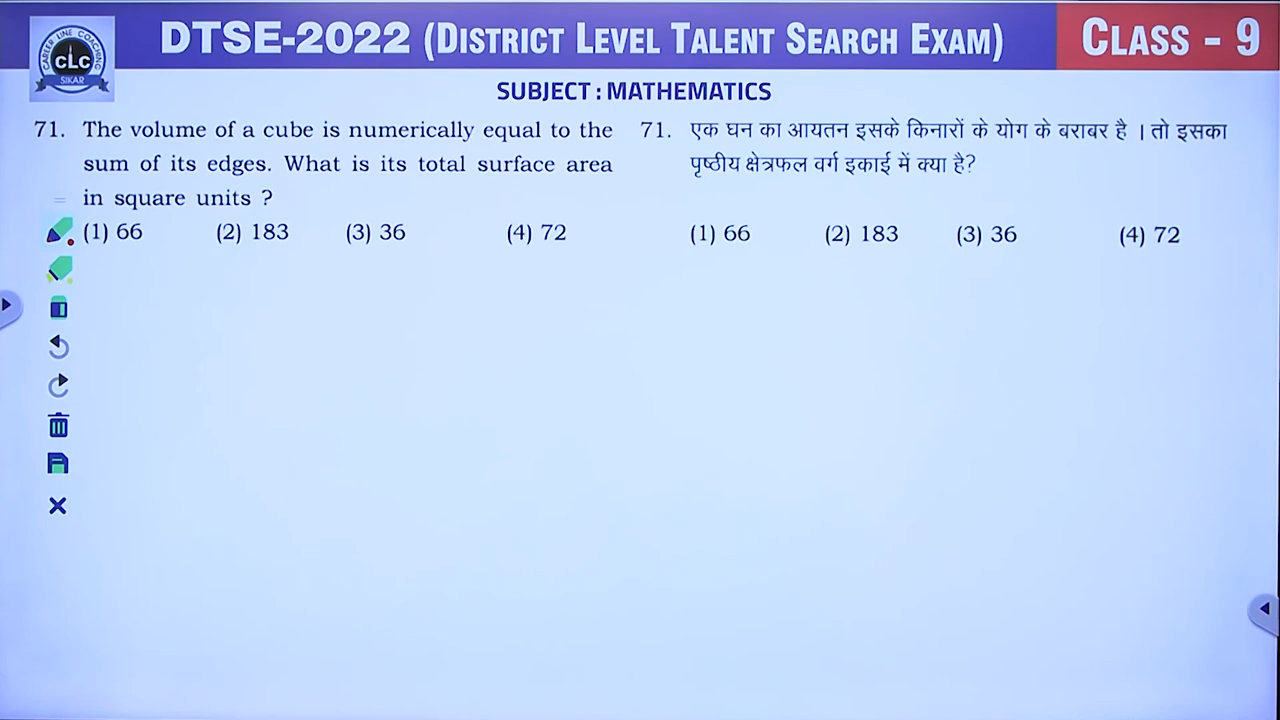 CAREER LINE COACHING
CLC
SIKAR
DTSE-2022 (DISTRICT LEVEL TALENT SEARCH EXAM)
CLASS - 9
SUBJECT : MATHEMATICS
71. The volume of a cube is numerically equal to the
sum of its edges. What is its total surface area
in square units ?
(1) 66 (2) 183 (3) 36 (4) 72
71. एक घन का आयतन इसके किनारों के योग के बराबर है । तो इसका
पृष्ठीय क्षेत्रफल वर्ग इकाई में क्या है?
(1) 66 (2) 183 (3) 36 (4) 72